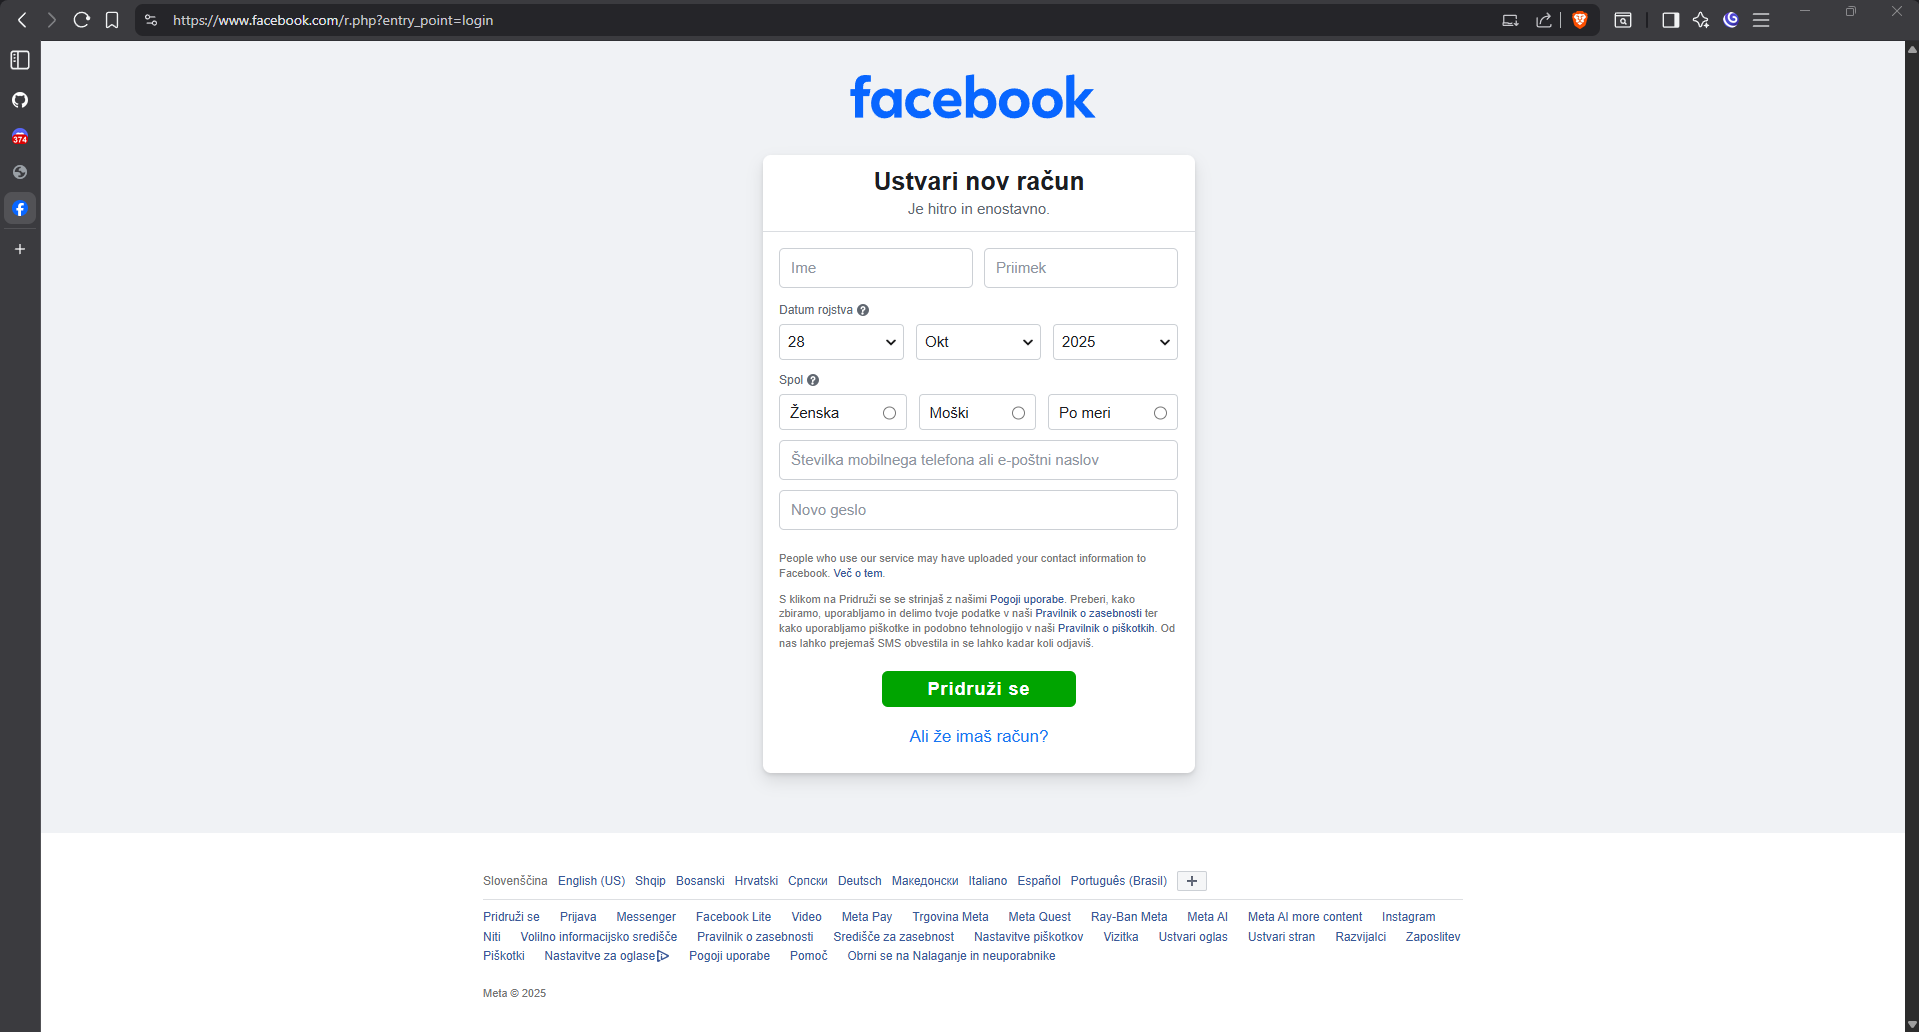 https://www.facebook.com/r.php?entry_point=login
374
facebook
Ustvari nov račun
Je hitro in enostavno.
Ime Priimek
Datum rojstva
28 Okt 2025
Spol
Ženska Moški Po meri
Številka mobilnega telefona ali e-poštni naslov
Novo geslo
People who use our service may have uploaded your contact information to
Facebook. Več o tem.
S klikom na Pridruži se se strinjaš z našimi Pogoji uporabe. Preberi, kako
zbiramo, uporabljamo in delimo tvoje podatke v naši Pravilnik o zasebnosti ter
kako uporabljamo piškotke in podobno tehnologijo v naši Pravilnik o piškotkih. Od
nas lahko prejemaš SMS obvestila in se lahko kadar koli odjaviš.
Pridruži se
Ali že imaš račun?
Slovenščina English (US) Shqip Bosanski Hrvatski Српски Deutsch Македонски Italiano Español Português (Brasil)
Pridruži se Prijava Messenger Facebook Lite Video Meta Pay Trgovina Meta Meta Quest Ray-Ban Meta Meta AI Meta AI more content Instagram
Niti Volilno informacijsko središče Pravilnik o zasebnosti Središče za zasebnost Nastavitve piškotkov Vizitka Ustvari oglas Ustvari stran Razvijalci Zaposlitev
Piškotki Nastavitve za oglase Pogoji uporabe Pomoč Obrni se na Nalaganje in neuporabnike
Meta © 2025